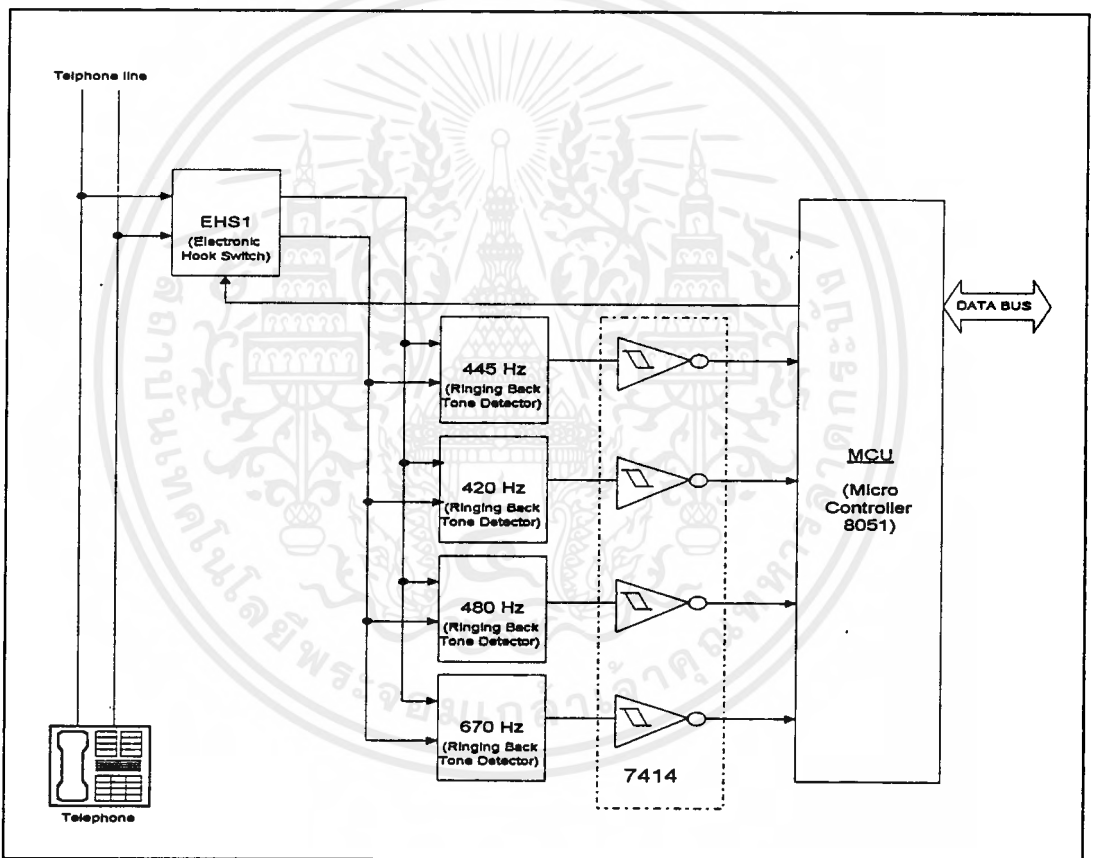 Telphone line
EHS1
(Electronic
Hook Switch)
DATA BUS
445 Hz
(Ringing Back
Tone Detector)
420 Hz
(Ringing Back
Tone Detector)
MCU
(Micro
Controller
8051)
480 Hz
(Ringing Back
Tone Detector)
670 Hz
(Ringing Back
Tone Detector)
7414
Telephone